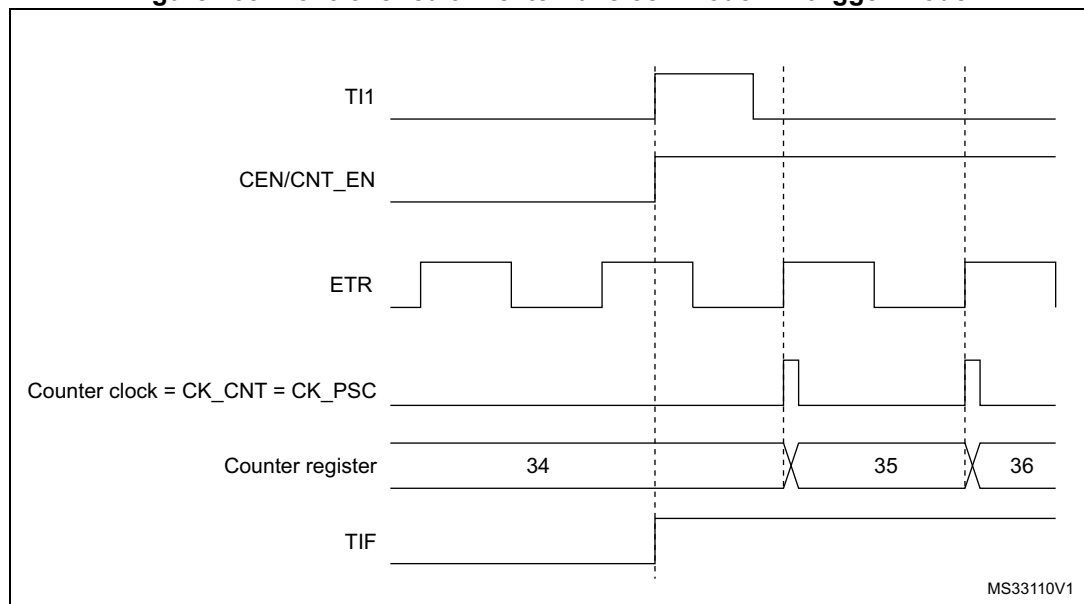 TI1
CEN/CNT_EN
ETR
Counter clock = CK_CNT = CK_PSC
Counter register 34 35 36
TIF
MS33110V1